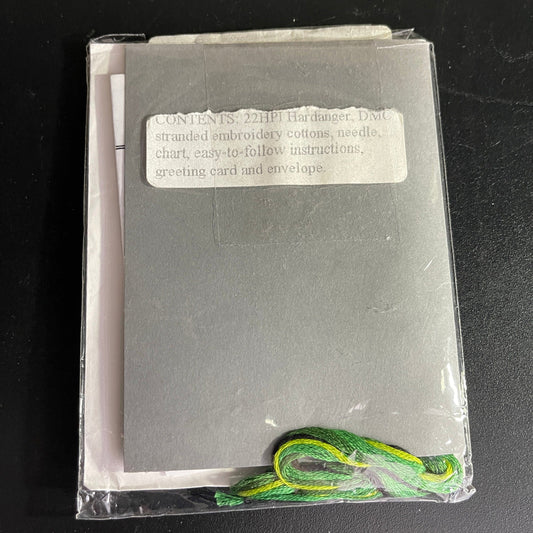 CONTENTS: 22HPI Hardanger, DMC
stranded embroidery cottons, needle,
chart, easy-to-follow instructions,
greeting card and envelope.